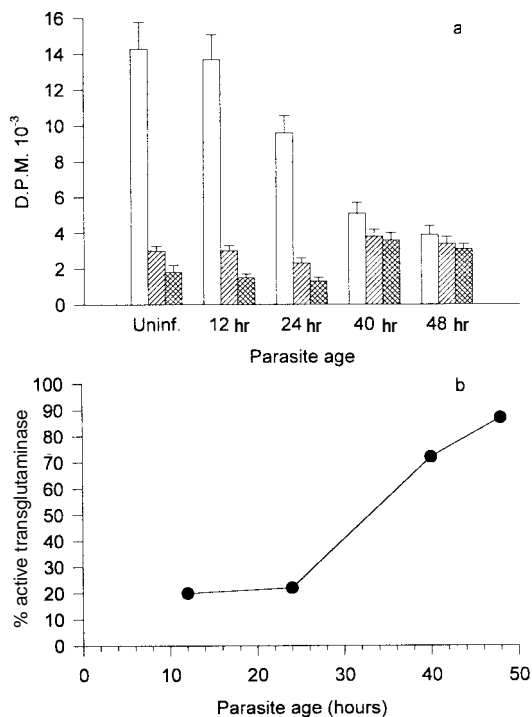 a
16
14
12
10
8
6
4
2
0
D.P.M. 10⁻³
Uninf. 12 hr 24 hr 40 hr 48 hr
Parasite age
b
100
90
80
70
60
50
40
30
20
10
0
% active transglutaminase
0 10 20 30 40 50
Parasite age (hours)